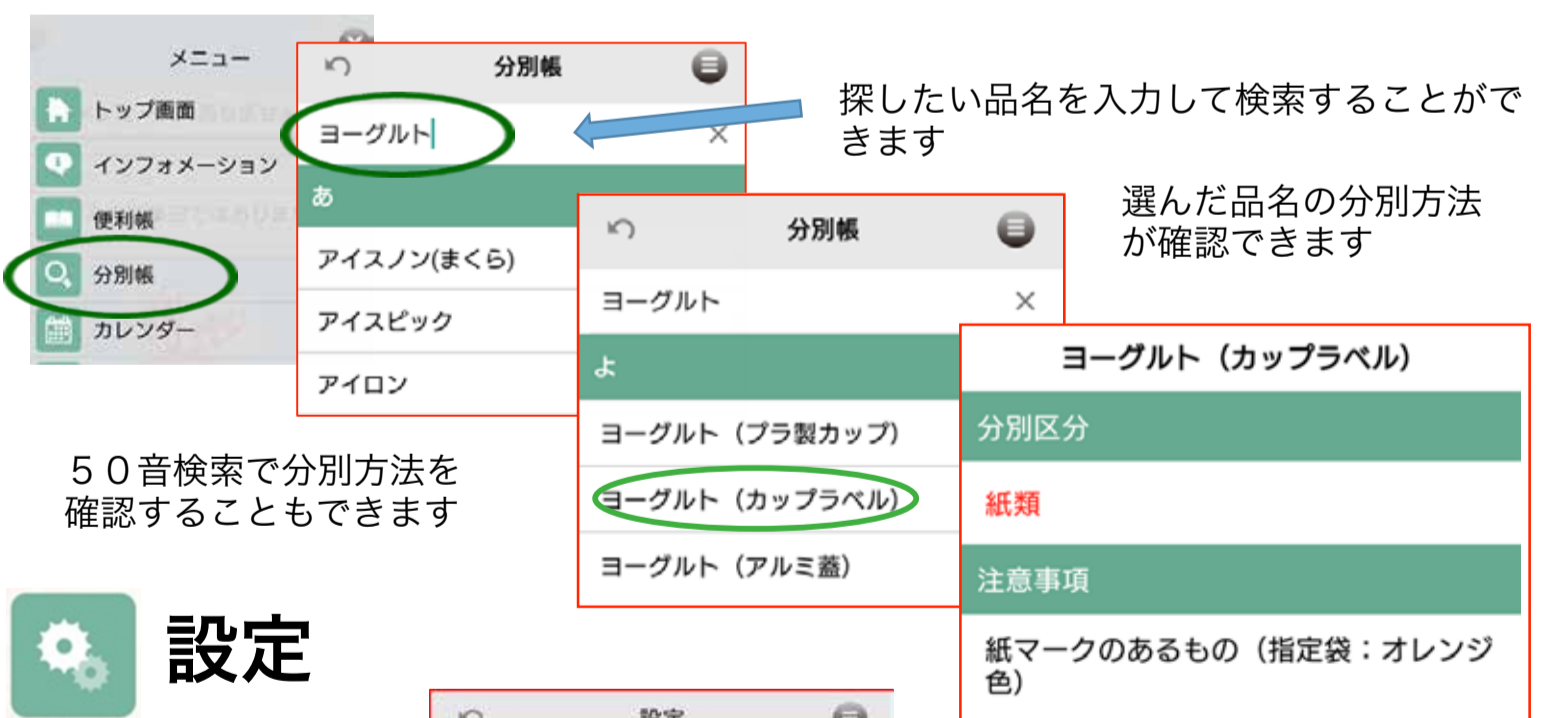 メニュー
トップ画面
インフォメーション
便利帳
分別帳
カレンダー
分別帳
ヨーグルト
あ
アイスノン(まくら)
アイスピック
アイロン
探したい品名を入力して検索することがで
きます
分別帳
ヨーグルト
よ
ヨーグルト（プラ製カップ）
ヨーグルト（カップラベル）
ヨーグルト（アルミ蓋）
選んだ品名の分別方法
が確認できます
ヨーグルト（カップラベル）
分別区分
紙類
注意事項
紙マークのあるもの（指定袋：オレンジ
色）
５０音検索で分別方法を
確認することもできます
設定
設定